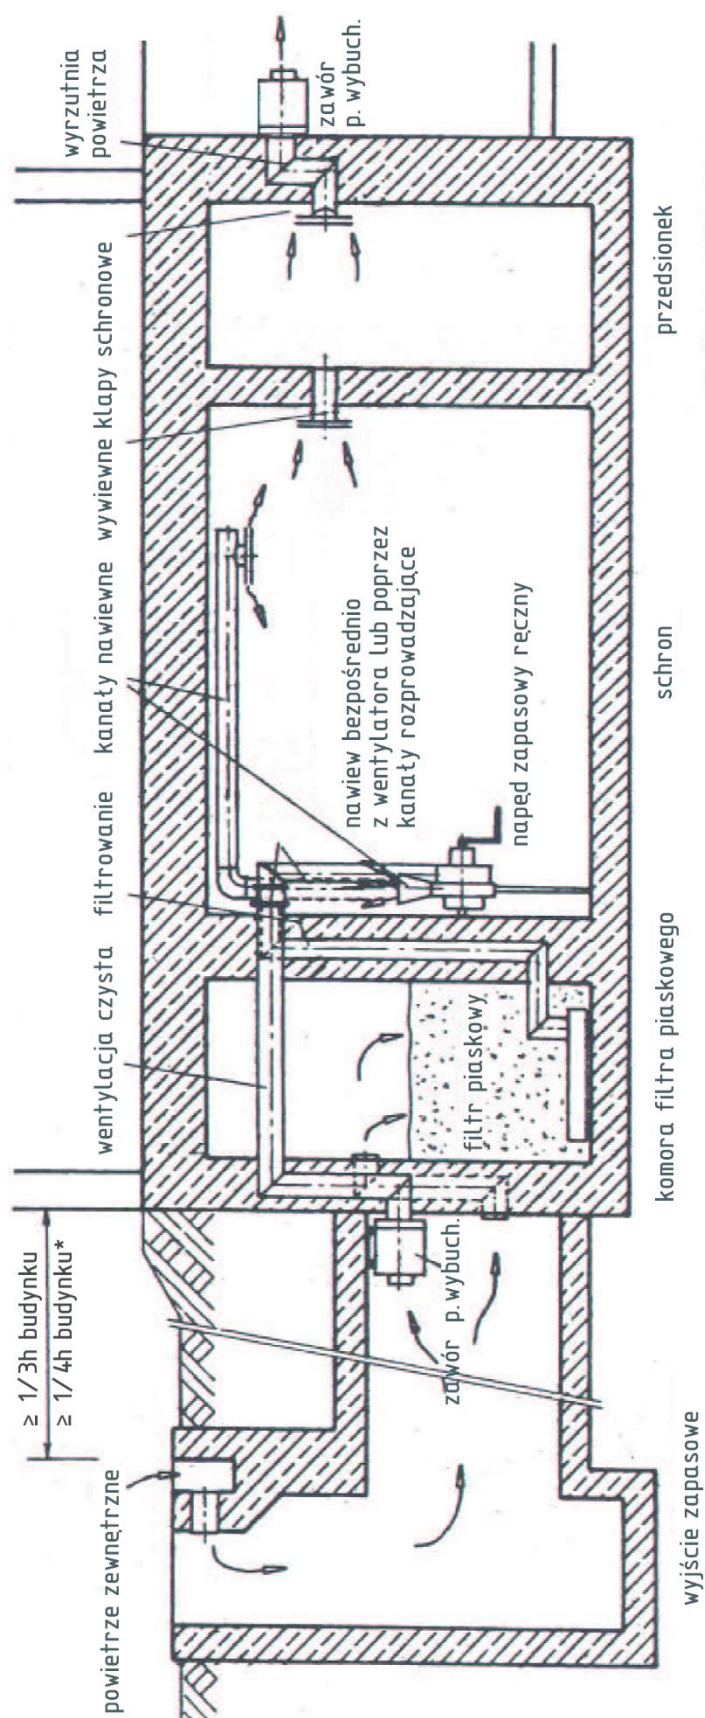 powietrze zewnętrzne
≥ 1/3h budynku
≥ 1/4h budynku*
wentylacja czysta
filtrowanie
kanały nawiewne
wywiewne klapy schronowe
wyrzutnia
powietrza
zawór
p. wybuch.
nawiew bezpośrednio
z wentylatora lub poprzez
kanały rozprowadzające
napęd zapasowy ręczny
filtr piaskowy
zawór p.wybuch.
wyjście zapasowe
komora filtra piaskowego
schron
przedsionek